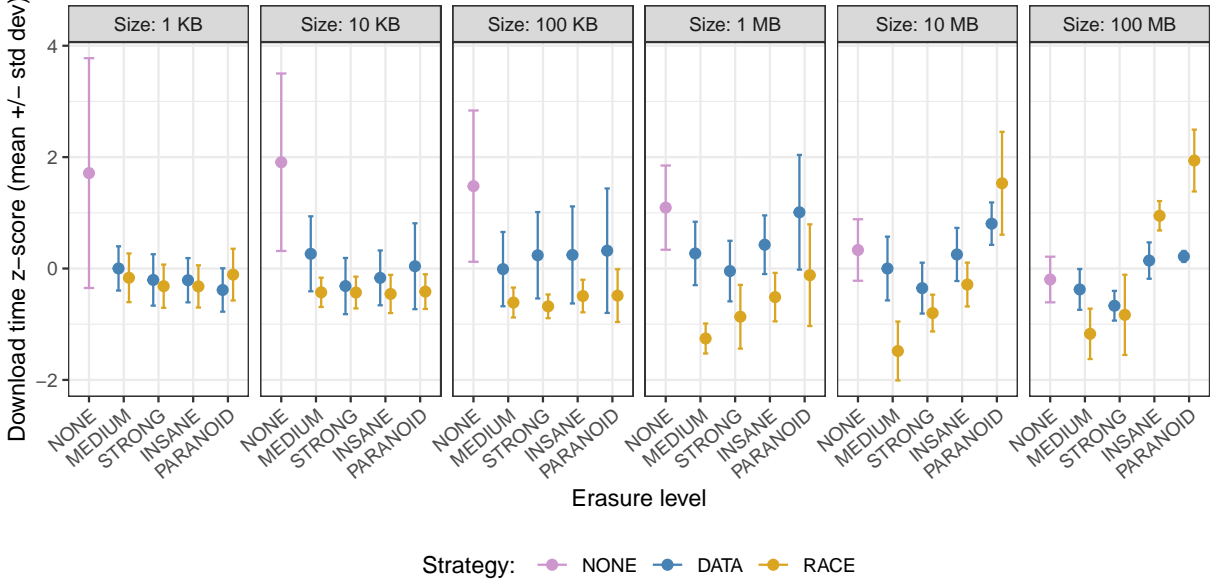 Size: 1 KB Size: 10 KB Size: 100 KB Size: 1 MB Size: 10 MB Size: 100 MB
Download time z−score (mean +/− std dev)
4
2
0
−2
NONE MEDIUM STRONG INSANE PARANOID NONE MEDIUM STRONG INSANE PARANOID NONE MEDIUM STRONG INSANE PARANOID NONE MEDIUM STRONG INSANE PARANOID NONE MEDIUM STRONG INSANE PARANOID NONE MEDIUM STRONG INSANE PARANOID
Erasure level
Strategy: NONE DATA RACE